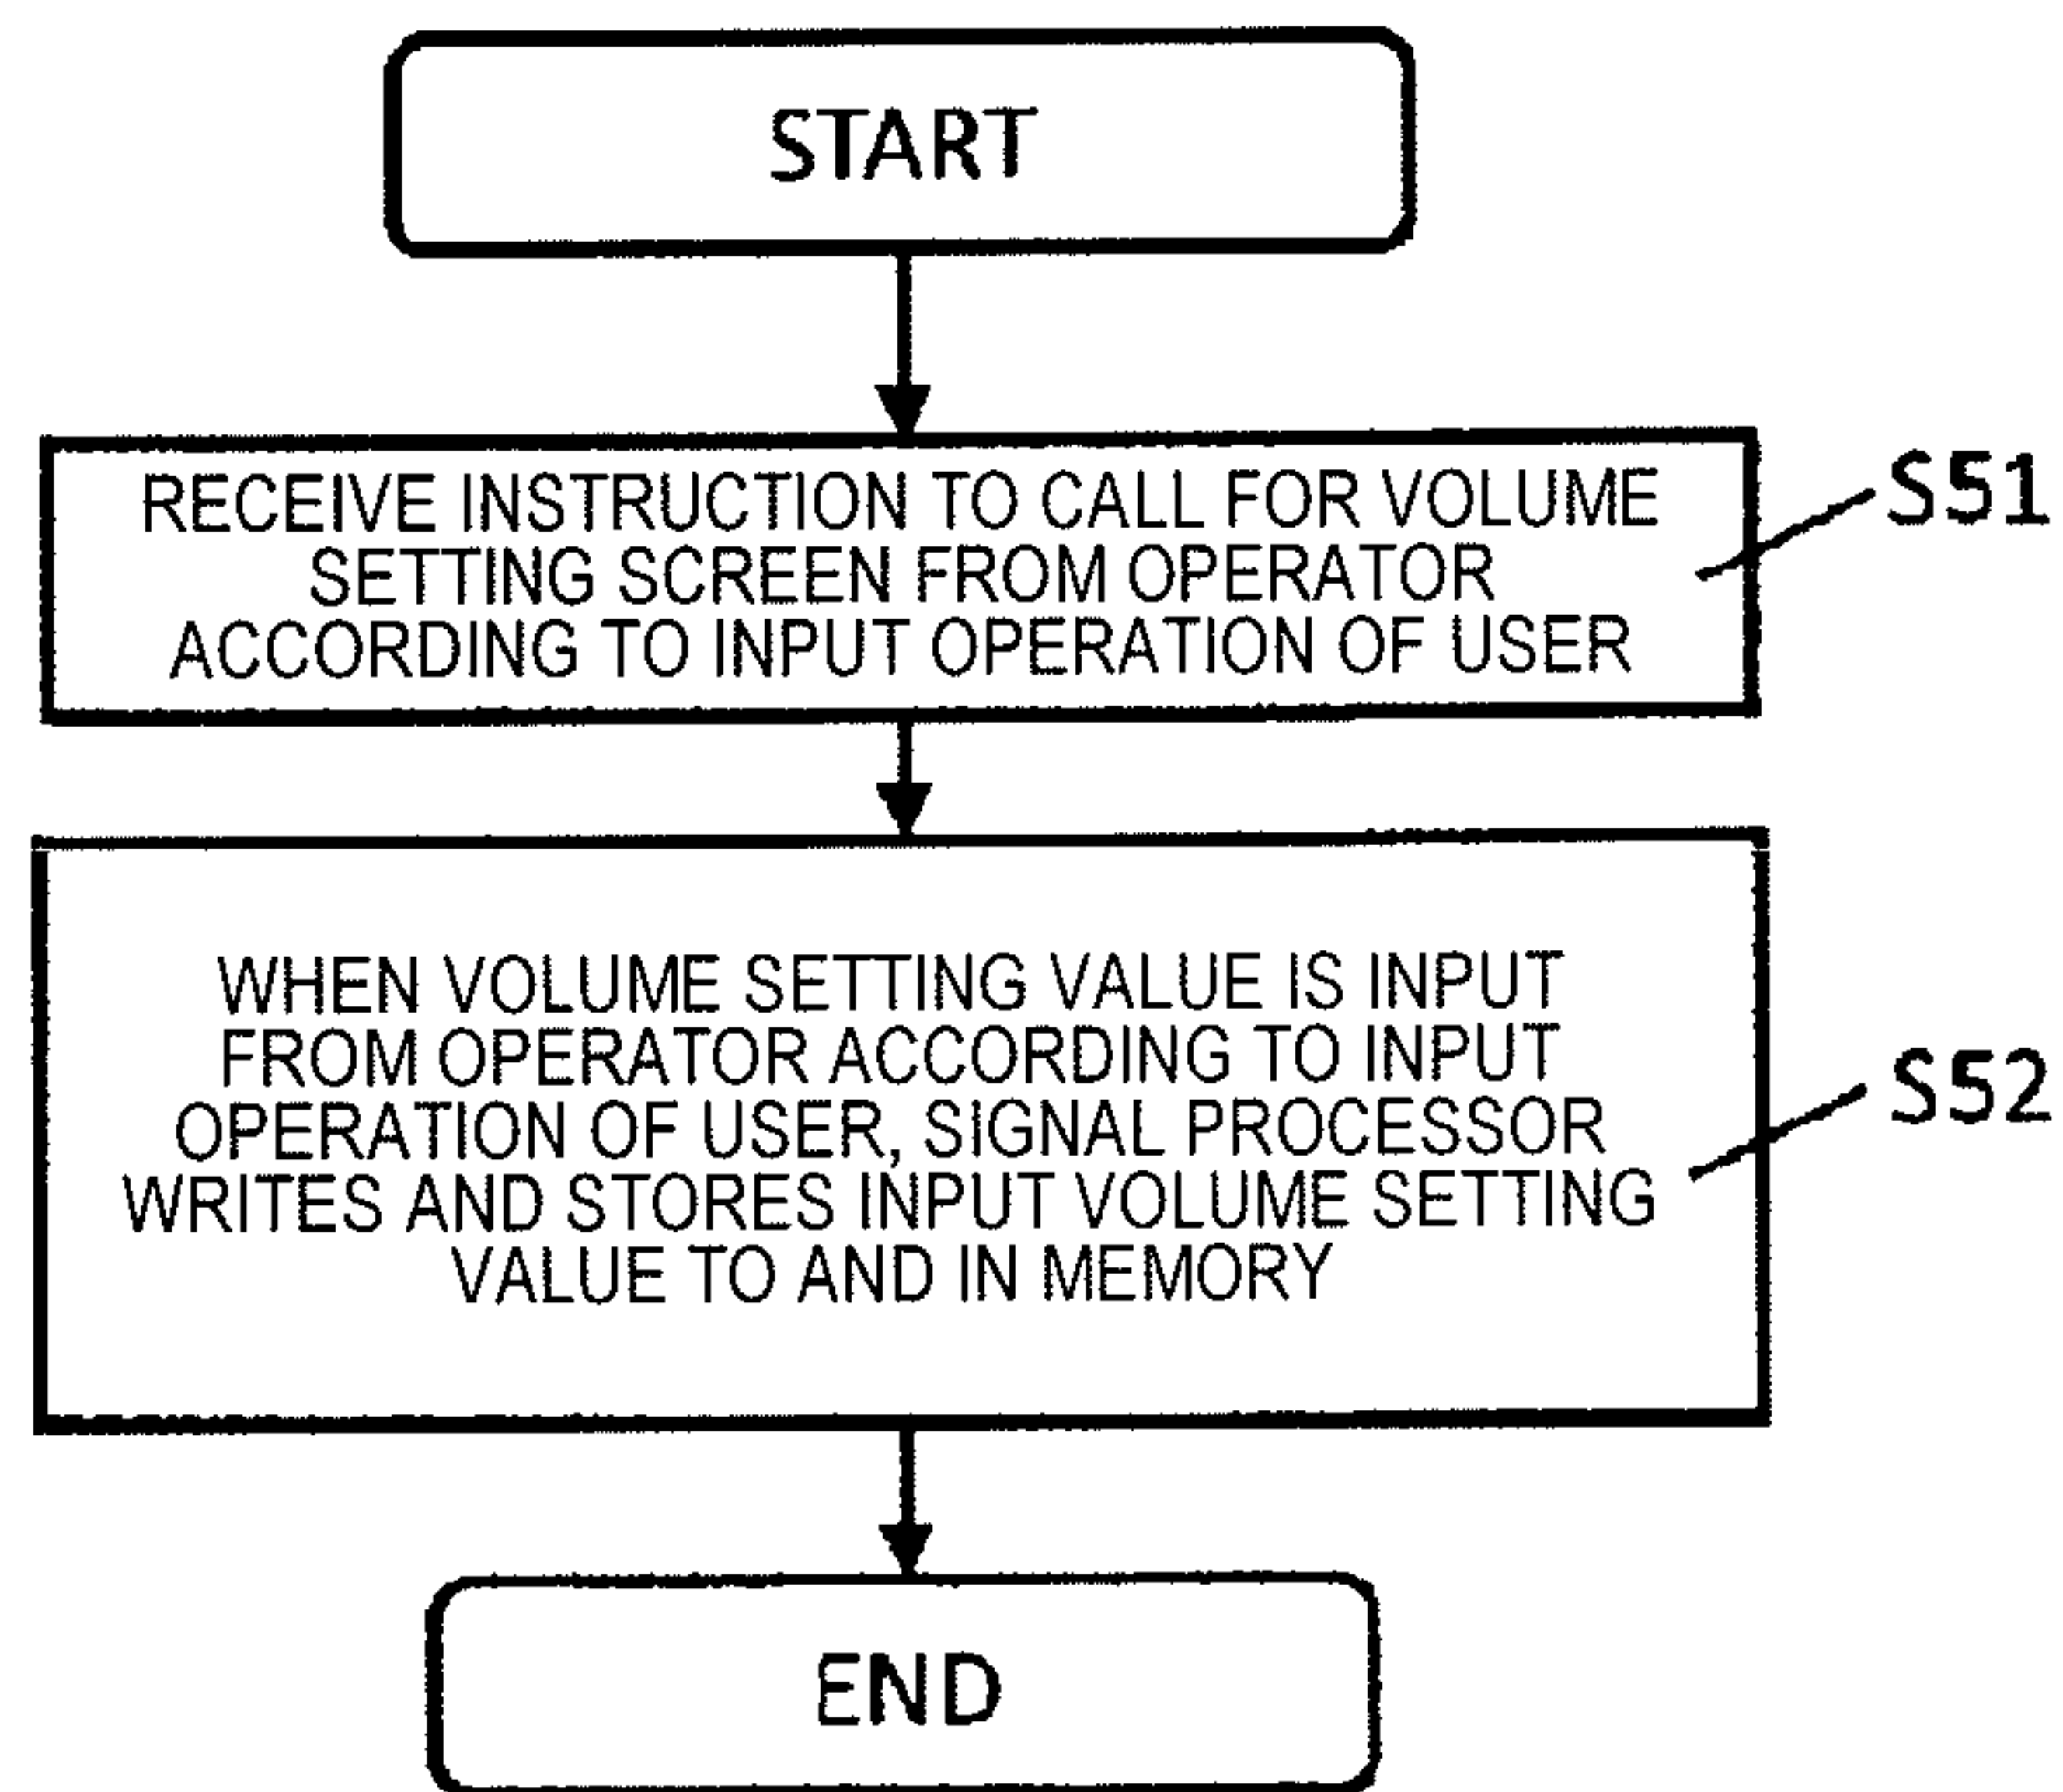 START
RECEIVE INSTRUCTION TO CALL FOR VOLUME
SETTING SCREEN FROM OPERATOR
ACCORDING TO INPUT OPERATION OF USER
S51
WHEN VOLUME SETTING VALUE IS INPUT
FROM OPERATOR ACCORDING TO INPUT
OPERATION OF USER, SIGNAL PROCESSOR
WRITES AND STORES INPUT VOLUME SETTING
VALUE TO AND IN MEMORY
S52
END